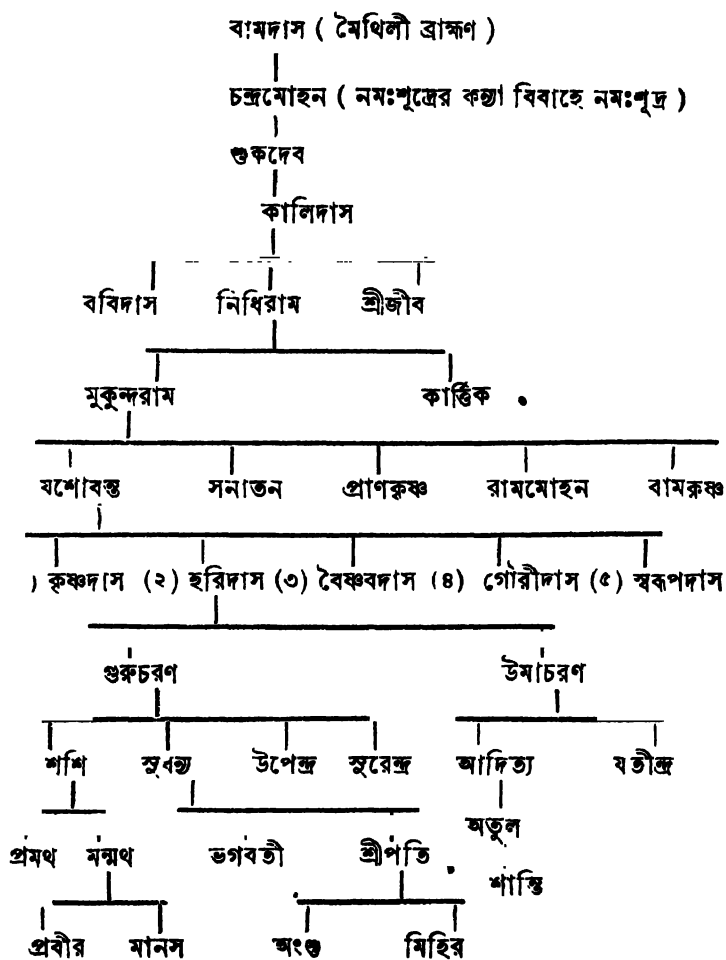 বামদাস ( মৈথিলী ব্রাহ্মণ )
চন্দ্রমোহন ( নমঃশূদ্রের কন্যা বিবাহে নমঃশূদ্র )
শুকদেব
কালিদাস
ববিদাস নিধিরাম শ্রীজীব
মুকুন্দরাম কার্ত্তিক
যশোবন্ত সনাতন প্রাণকৃষ্ণ রামমোহন বামকৃষ্ণ
) কৃষ্ণদাস (২) হরিদাস (৩) বৈষ্ণবদাস (৪) গৌরীদাস (৫) স্বরূপদাস
গুরুচরণ উমাচরণ
শশি সুধন্য উপেন্দ্র সুরেন্দ্র আদিত্য যতীন্দ্র
অতুল
প্রমথ মন্মথ ভগবতী শ্রীপতি
শান্তি
প্রবীর মানস অংশু মিহির